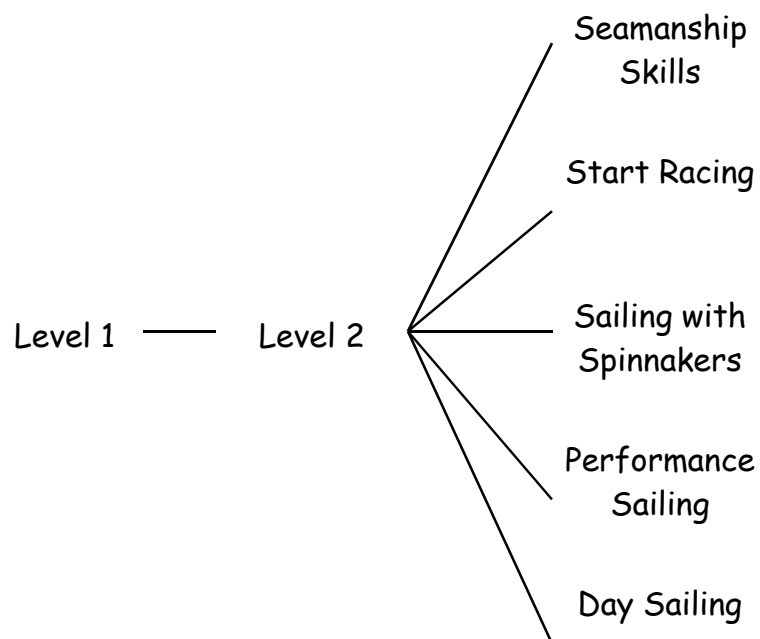 Seamanship
Skills
Start Racing
Level 1
Level 2
Sailing with
Spinnakers
Performance
Sailing
Day Sailing